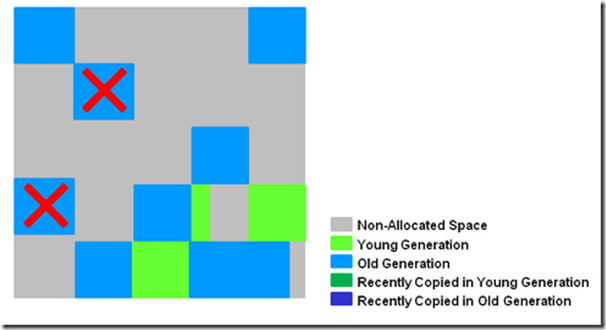 Non-Allocated Space
Young Generation
Old Generation
Recently Copied in Young Generation
Recently Copied in Old Generation